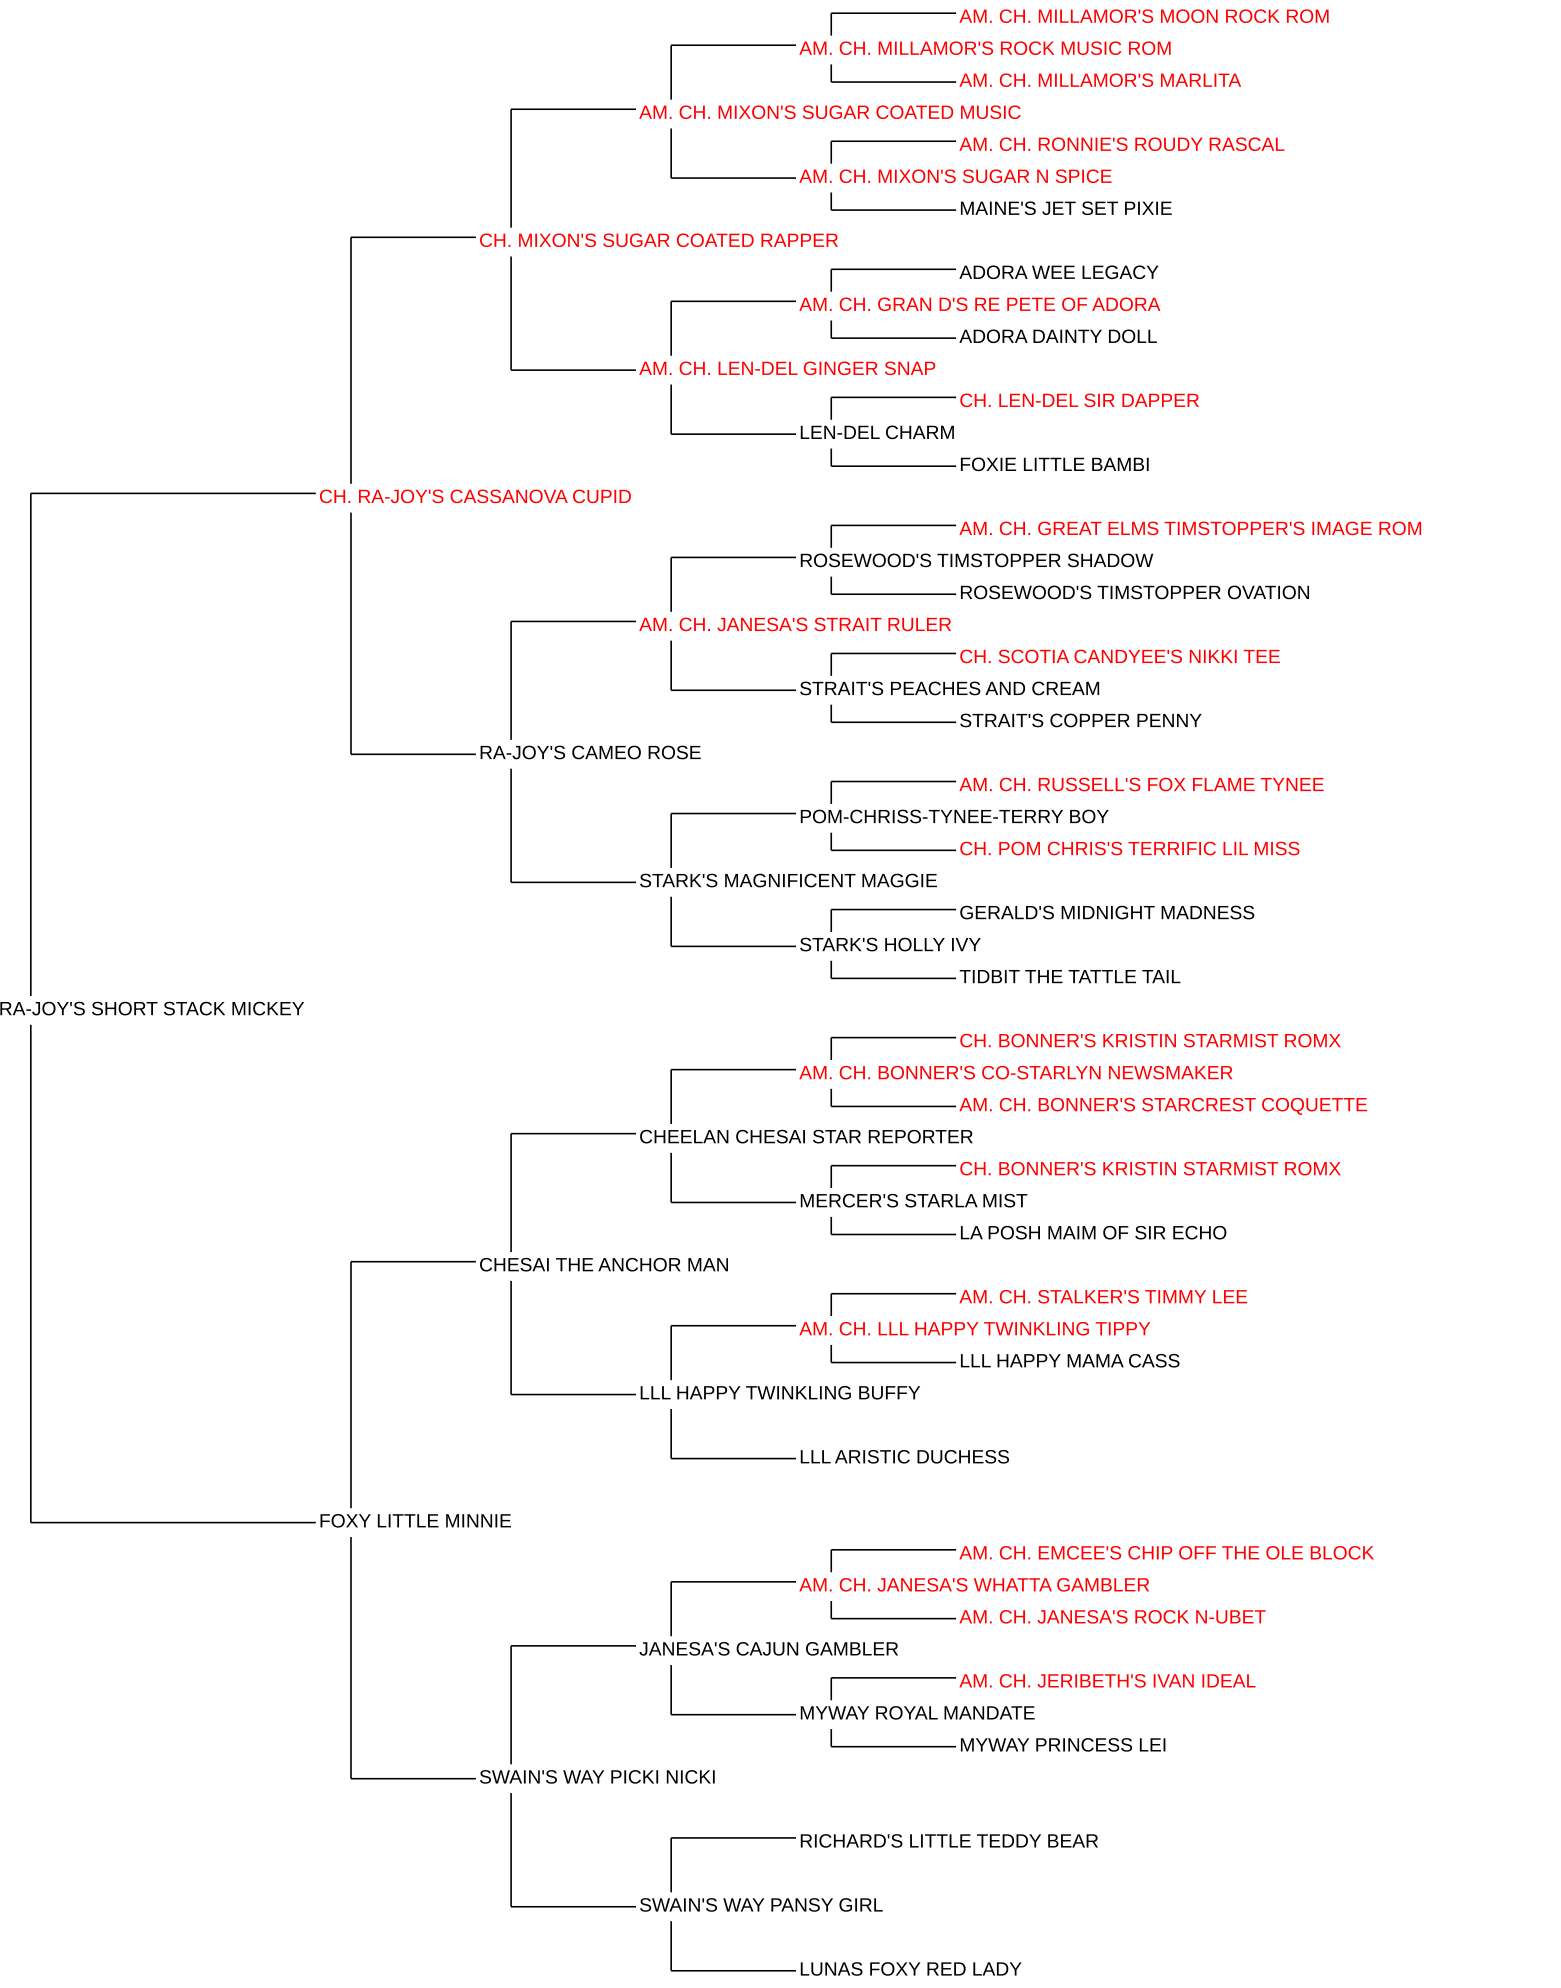 AM. CH. MILLAMOR'S MOON ROCK ROM
AM. CH. MILLAMOR'S ROCK MUSIC ROM
AM. CH. MILLAMOR'S MARLITA
AM. CH. MIXON'S SUGAR COATED MUSIC
AM. CH. RONNIE'S ROUDY RASCAL
AM. CH. MIXON'S SUGAR N SPICE
MAINE'S JET SET PIXIE
CH. MIXON'S SUGAR COATED RAPPER
ADORA WEE LEGACY
AM. CH. GRAN D'S RE PETE OF ADORA
ADORA DAINTY DOLL
AM. CH. LEN-DEL GINGER SNAP
CH. LEN-DEL SIR DAPPER
LEN-DEL CHARM
FOXIE LITTLE BAMBI
CH. RA-JOY'S CASSANOVA CUPID
AM. CH. GREAT ELMS TIMSTOPPER'S IMAGE ROM
ROSEWOOD'S TIMSTOPPER SHADOW
ROSEWOOD'S TIMSTOPPER OVATION
AM. CH. JANESA'S STRAIT RULER
CH. SCOTIA CANDYEE'S NIKKI TEE
STRAIT'S PEACHES AND CREAM
STRAIT'S COPPER PENNY
RA-JOY'S CAMEO ROSE
AM. CH. RUSSELL'S FOX FLAME TYNEE
POM-CHRISS-TYNEE-TERRY BOY
CH. POM CHRIS'S TERRIFIC LIL MISS
STARK'S MAGNIFICENT MAGGIE
GERALD'S MIDNIGHT MADNESS
STARK'S HOLLY IVY
TIDBIT THE TATTLE TAIL
RA-JOY'S SHORT STACK MICKEY
CH. BONNER'S KRISTIN STARMIST ROMX
AM. CH. BONNER'S CO-STARLYN NEWSMAKER
AM. CH. BONNER'S STARCREST COQUETTE
CHEELAN CHESAI STAR REPORTER
CH. BONNER'S KRISTIN STARMIST ROMX
MERCER'S STARLA MIST
LA POSH MAIM OF SIR ECHO
CHESAI THE ANCHOR MAN
AM. CH. STALKER'S TIMMY LEE
AM. CH. LLL HAPPY TWINKLING TIPPY
LLL HAPPY MAMA CASS
LLL HAPPY TWINKLING BUFFY
LLL ARISTIC DUCHESS
FOXY LITTLE MINNIE
AM. CH. EMCEE'S CHIP OFF THE OLE BLOCK
AM. CH. JANESA'S WHATTA GAMBLER
AM. CH. JANESA'S ROCK N-UBET
JANESA'S CAJUN GAMBLER
AM. CH. JERIBETH'S IVAN IDEAL
MYWAY ROYAL MANDATE
MYWAY PRINCESS LEI
SWAIN'S WAY PICKI NICKI
RICHARD'S LITTLE TEDDY BEAR
SWAIN'S WAY PANSY GIRL
LUNAS FOXY RED LADY